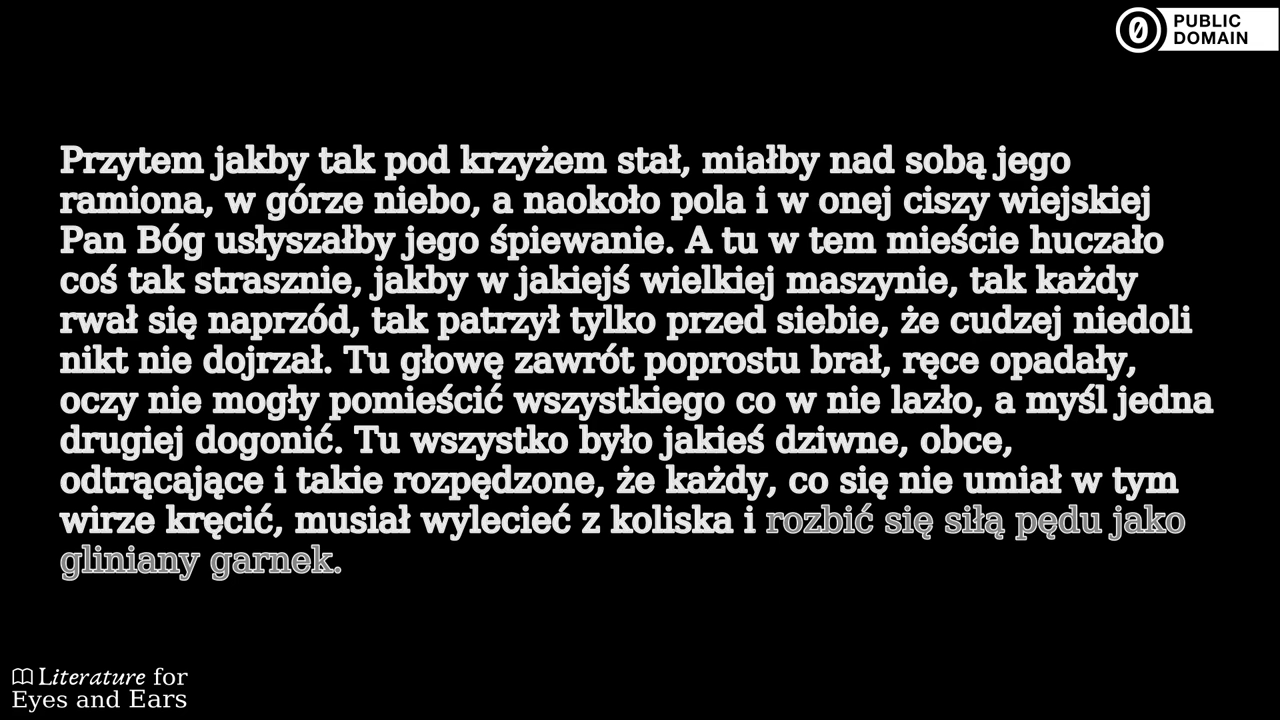 PUBLIC
DOMAIN
Przytem jakby tak pod krzyżem stał, miałby nad sobą jego
ramiona, w górze niebo, a naokoło pola i w onej ciszy wiejskiej
Pan Bóg usłyszałby jego śpiewanie. A tu w tem mieście huczało
coś tak strasznie, jakby w jakiejś wielkiej maszynie, tak każdy
rwał się naprzód, tak patrzył tylko przed siebie, że cudzej niedoli
nikt nie dojrzał. Tu głowę zawrót poprostu brał, ręce opadały,
oczy nie mogły pomieścić wszystkiego co w nie lazło, a myśl jedna
drugiej dogonić. Tu wszystko było jakieś dziwne, obce,
odtrącające i takie rozpędzone, że każdy, co się nie umiał w tym
wirze kręcić, musiał wylecieć z koliska i rozbić się siłą pędu jako
gliniany garnek.
Literature for
Eyes and Ears